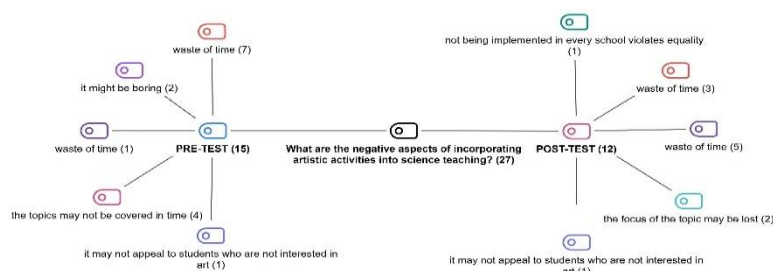 not being implemented in every school violates equality
(1)
waste of time (7)
waste of time (3)
it might be boring (2)
waste of time (1)
PRE-TEST (15)
What are the negative aspects of incorporating
artistic activities into science teaching? (27)
POST-TEST (12)
waste of time (5)
the topics may not be covered in time (4)
the focus of the topic may be lost (2)
it may not appeal to students who are not interested in
art (1)
it may not appeal to students who are not interested in
art (1)